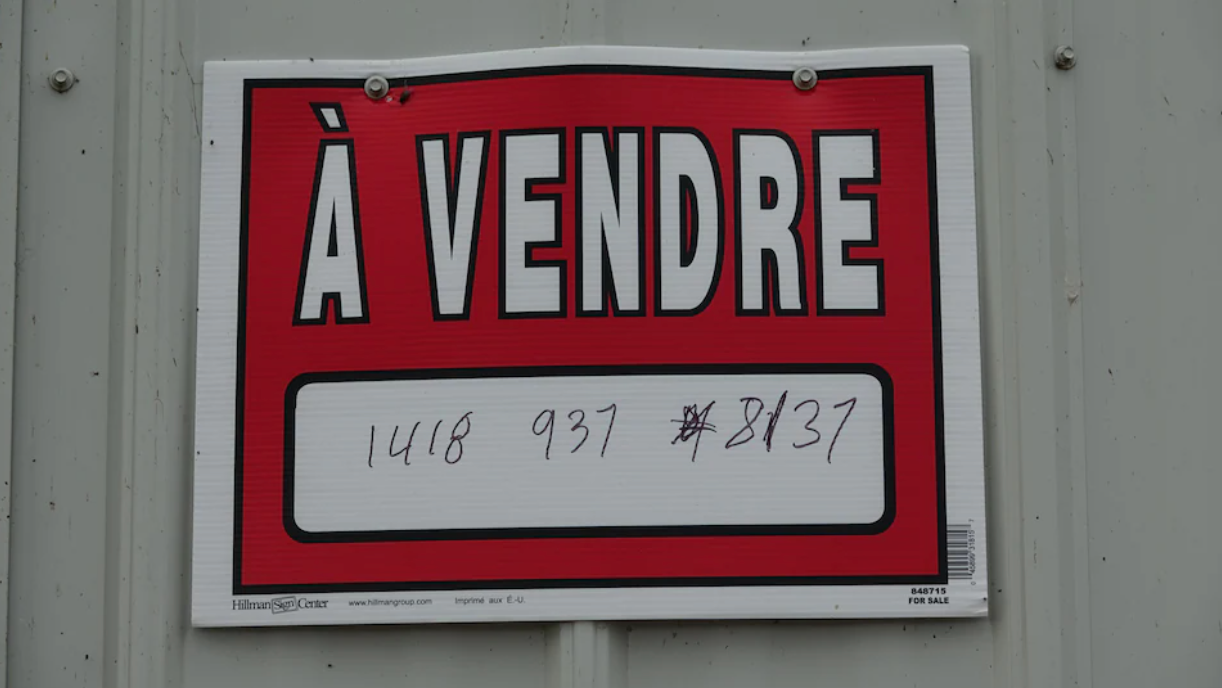 À VENDRE
1418 937 8137
Hillman Sign Center www.hillmangroup.com Imprimé aux É.-U.
848715
FOR SALE